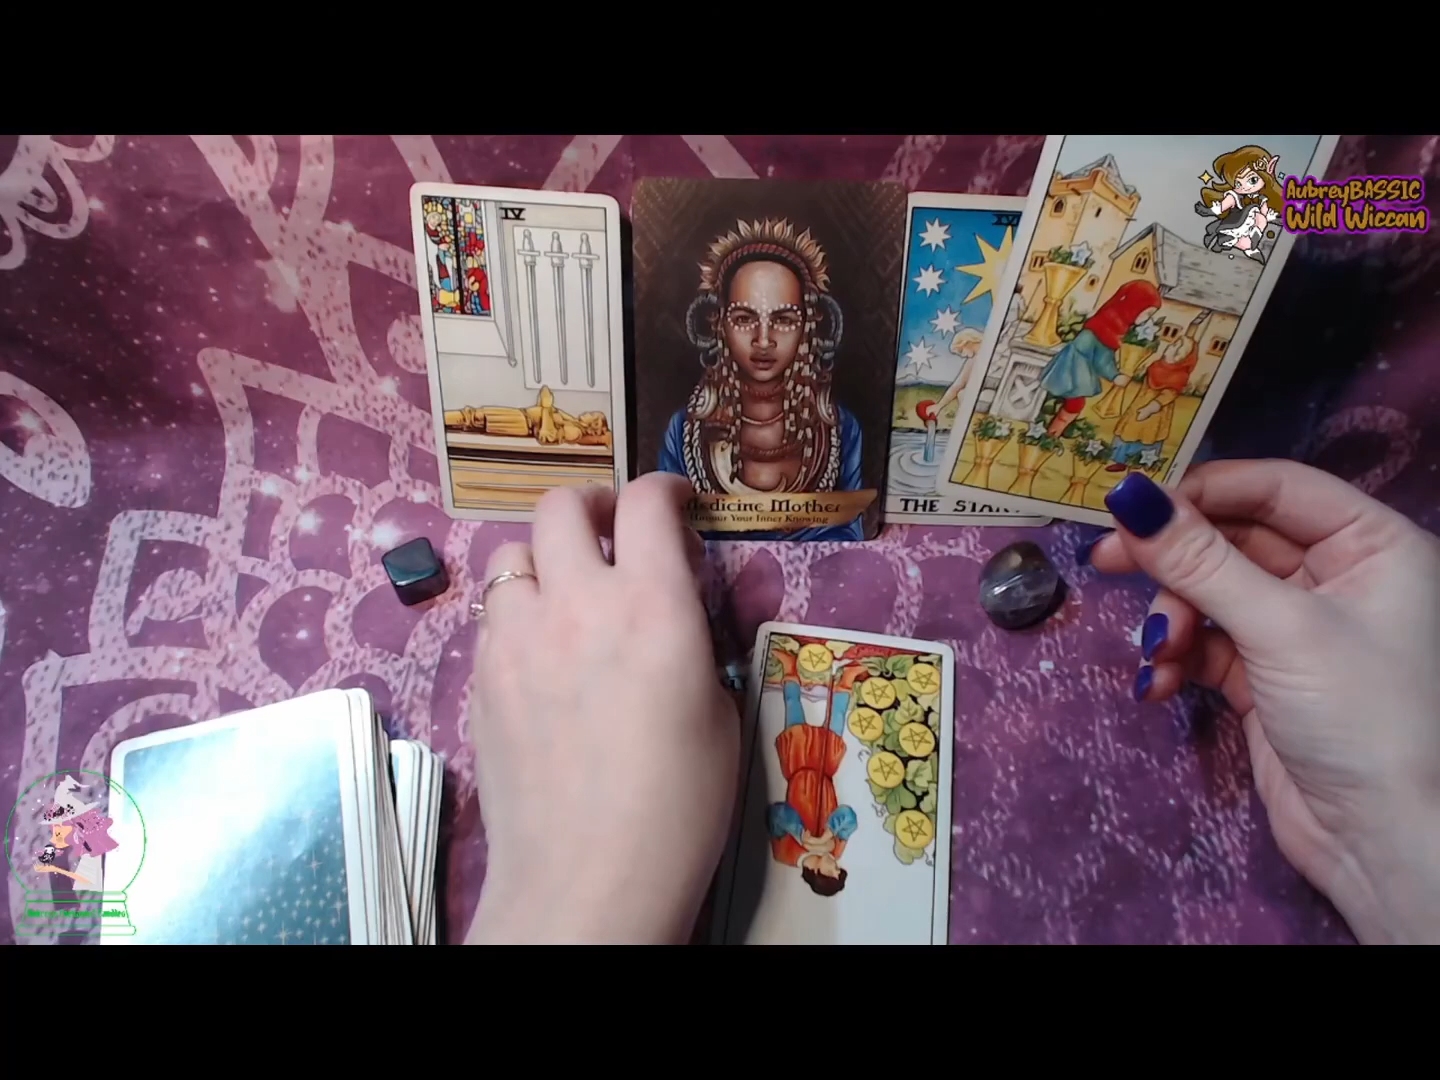 AubreyBASSIC
Wild Wiccan
IV
Medicine Mother
Honour Your Inner Knowing
THE STAR.